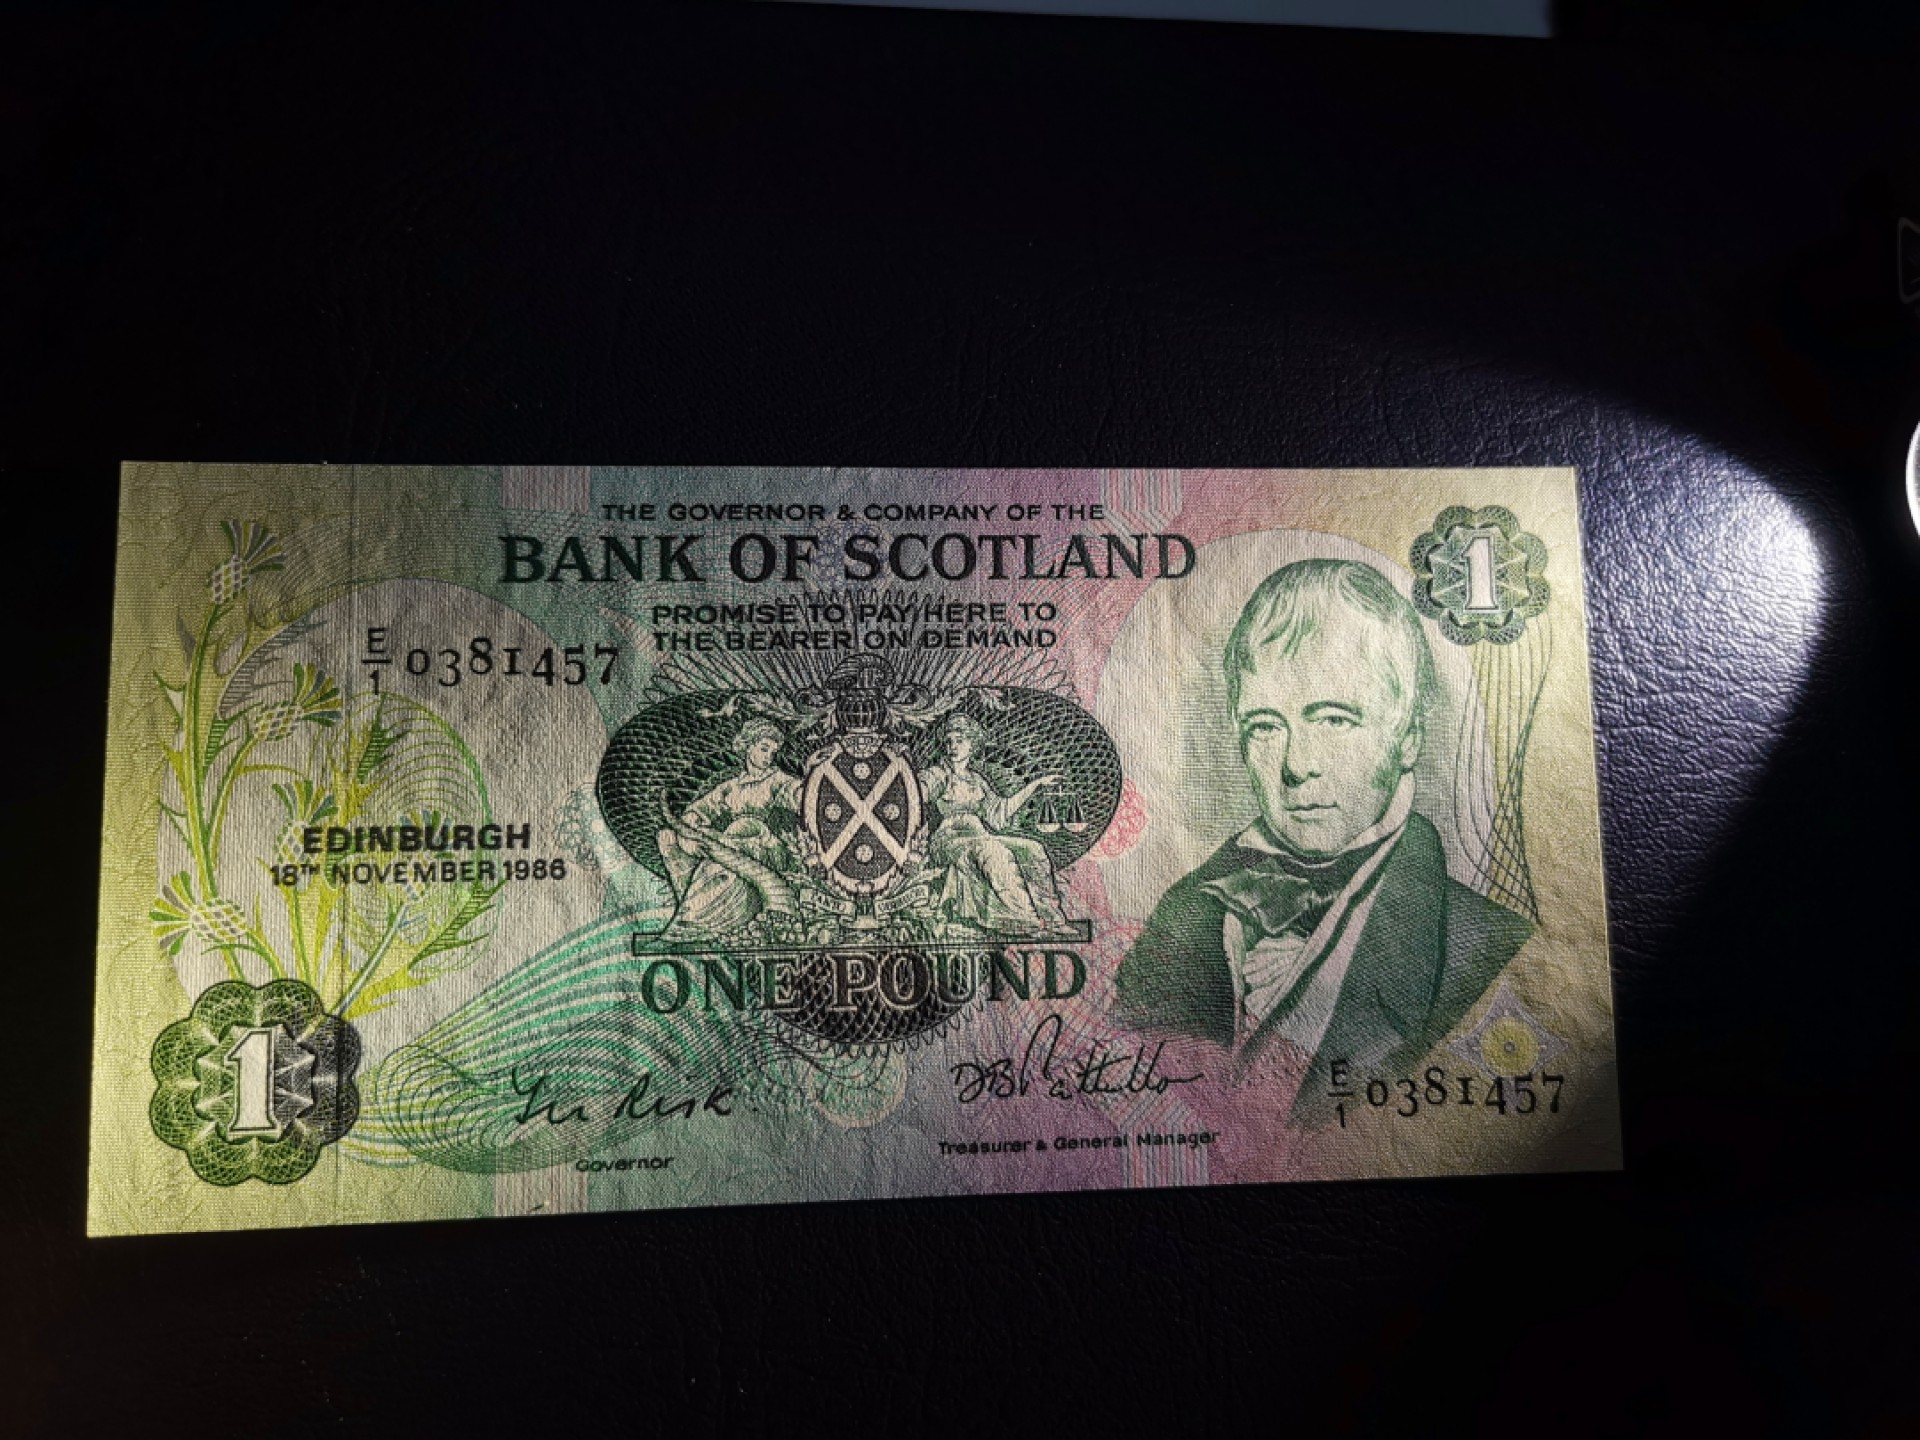 THE GOVERNOR & COMPANY OF THE
BANK OF SCOTLAND
PROMISE TO PAY HERE TO
THE BEARER ON DEMAND
1
E/1 0381457
EDINBURGH
18TH NOVEMBER 1986
ONE POUND
1
E/1 0381457
Governor
Treasurer & General Manager